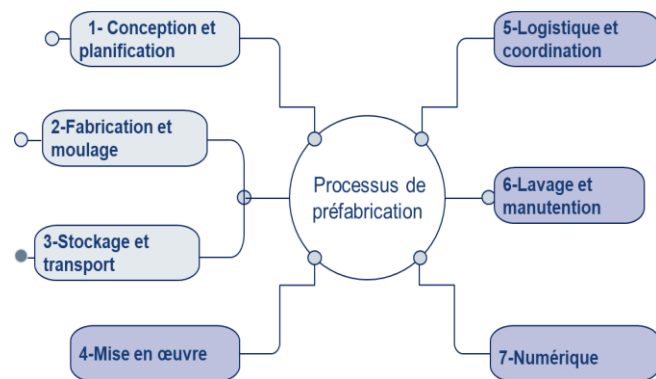 1- Conception et
planification
2-Fabrication et
moulage
3-Stockage et
transport
4-Mise en œuvre
Processus de
préfabrication
5-Logistique et
coordination
6-Lavage et
manutention
7-Numérique